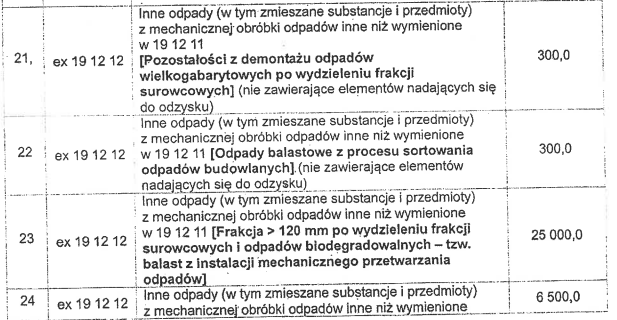 Inne odpady (w tym zmieszane substancje i przedmioty)
z mechanicznej obróbki odpadów inne niż wymienione
w 19 12 11
21, ex 19 12 12 [Pozostałości z demontażu odpadów 300,0
wielkogabarytowych po wydzieleniu frakcji
surowcowych] (nie zawierające elementów nadających się
do odzysku)
Inne odpady (w tym zmieszane substancje i przedmioty)
z mechanicznej obróbki odpadów inne niż wymienione
22 ex 19 12 12 w 19 12 11 [Odpady balastowe z procesu sortowania 300,0
odpadów budowlanych] (nie zawierające elementów
nadających się do odzysku)
Inne odpady (w tym zmieszane substancje i przedmioty)
z mechanicznej obróbki odpadów inne niż wymienione
w 19 12 11 [Frakcja > 120 mm po wydzieleniu frakcji
23 ex 19 12 12 surowcowych i odpadów biodegradowalnych – tzw. 25 000,0
balast z instalacji mechanicznego przetwarzania
odpadów]
24 ex 19 12 12 Inne odpady (w tym zmieszane substancje i przedmioty) 6 500,0
z mechanicznej obróbki odpadów inne niż wymienione